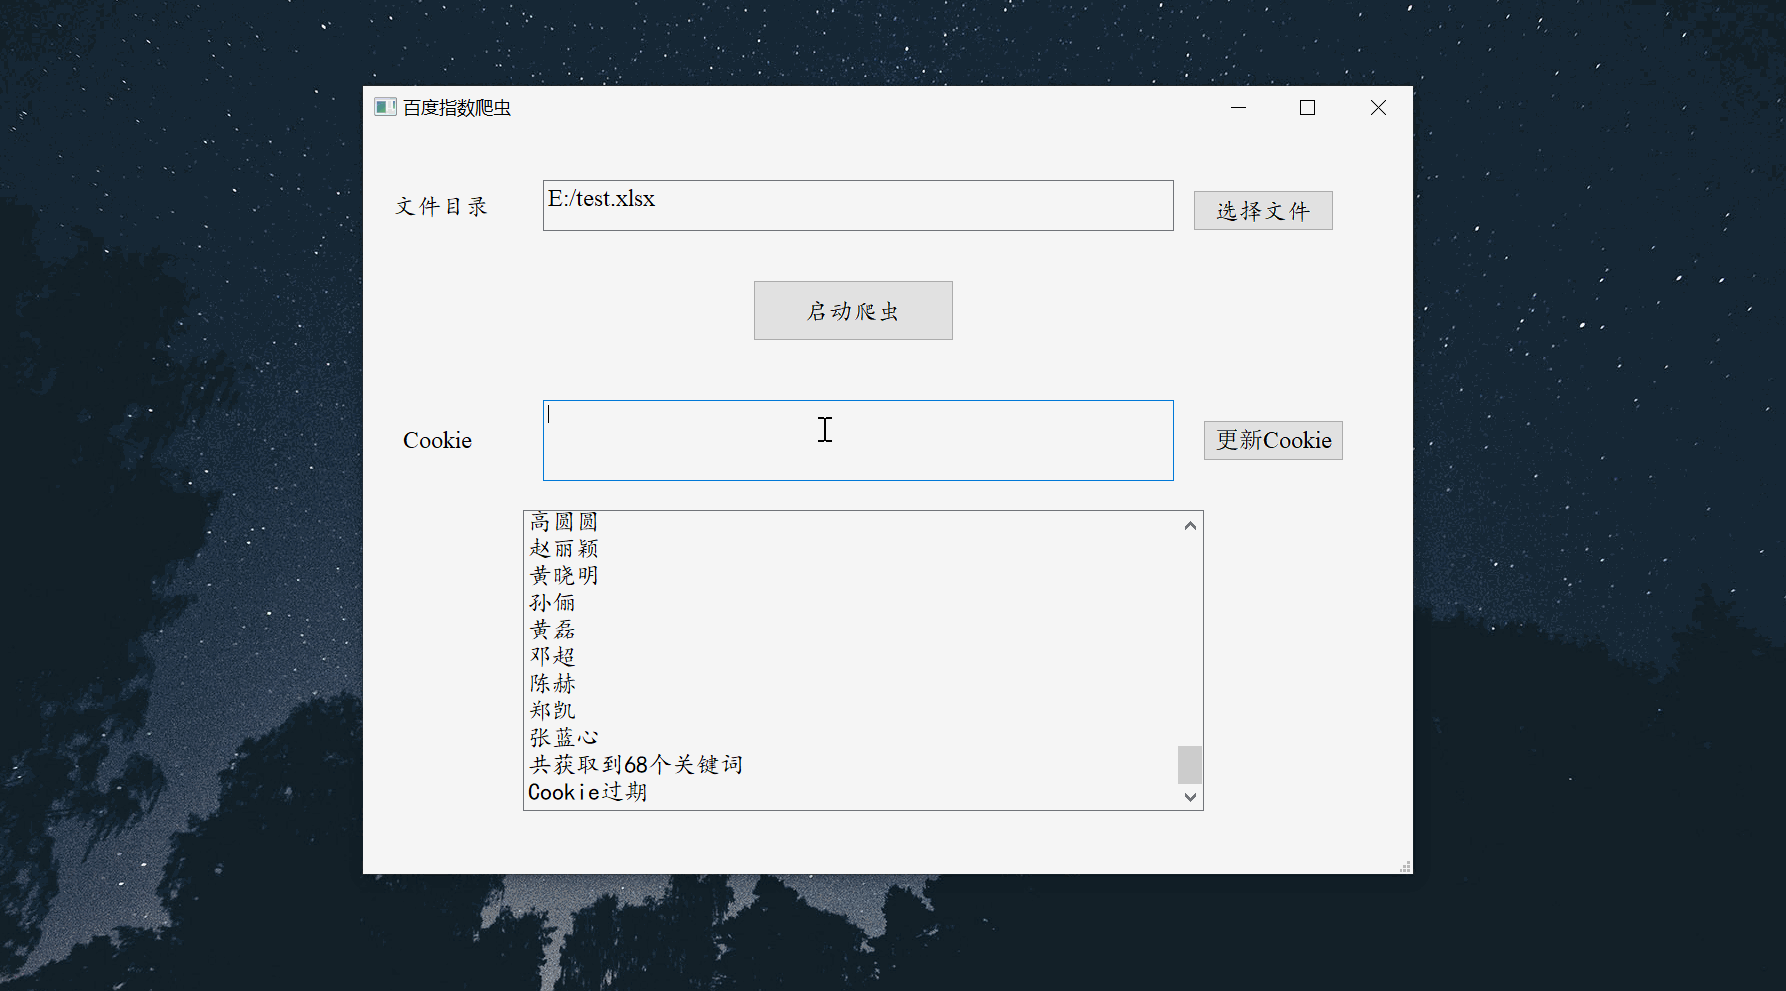 百度指数爬虫
文件目录
E:/test.xlsx
选择文件
启动爬虫
Cookie
更新Cookie
高圆圆
赵丽颖
黄晓明
孙俪
黄磊
邓超
陈赫
郑凯
张蓝心
共获取到68个关键词
Cookie过期